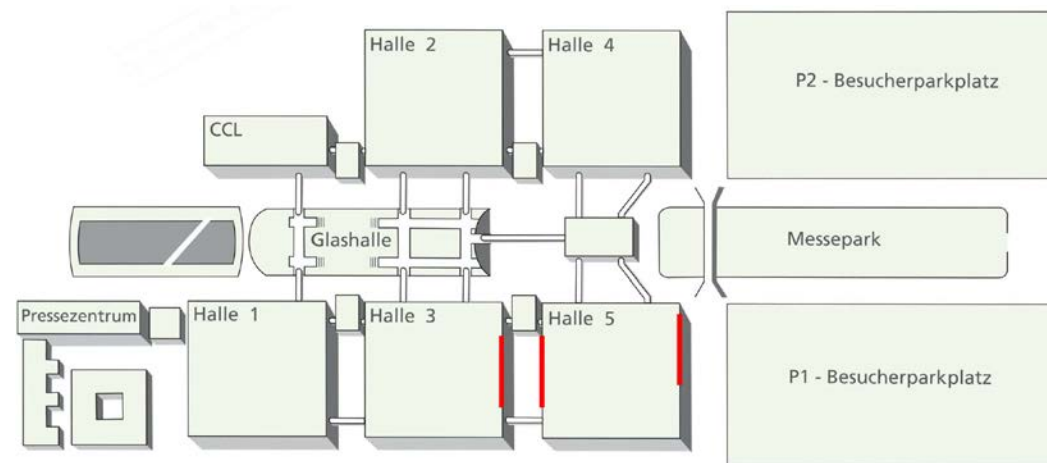 Halle 2
Halle 4
P2 - Besucherparkplatz
CCL
Glashalle
Messepark
Pressezentrum
Halle 1
Halle 3
Halle 5
P1 - Besucherparkplatz